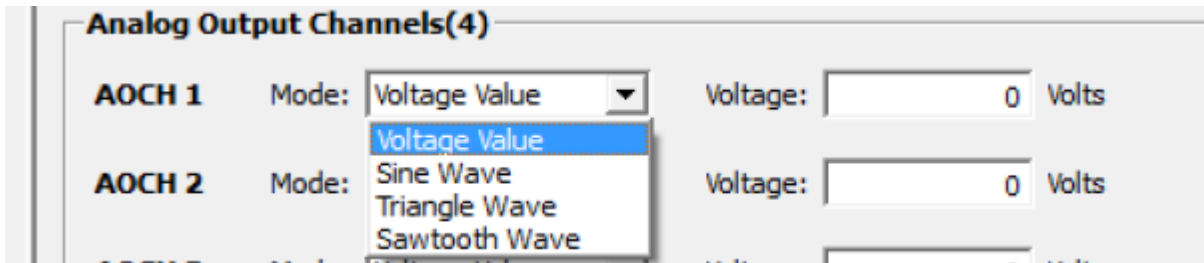 Analog Output Channels(4)
AOCH 1 Mode: Voltage Value Voltage: 0 Volts
Voltage Value
Sine Wave
AOCH 2 Mode: Voltage: 0 Volts
Triangle Wave
Sawtooth Wave